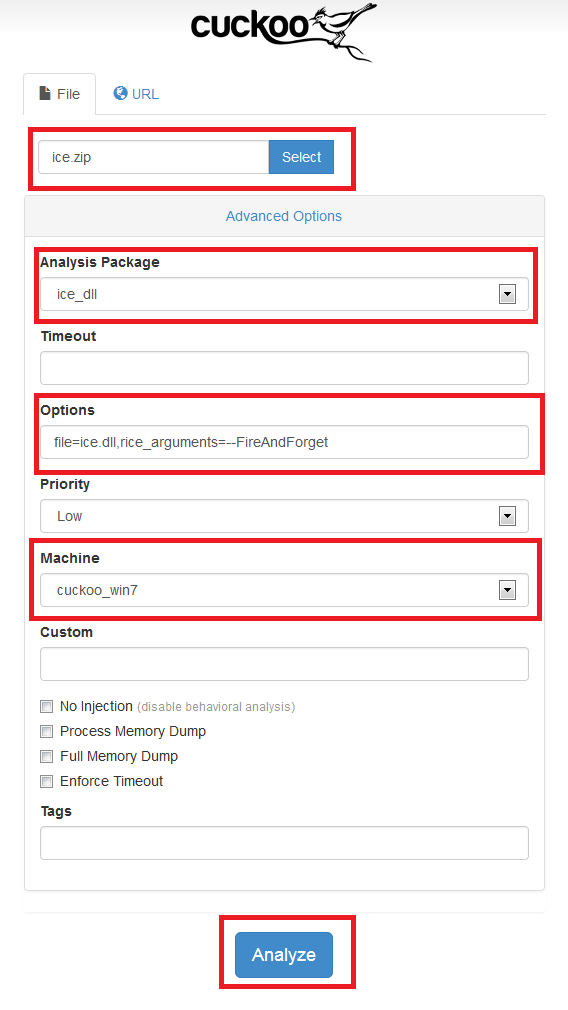 cuckoo
File
URL
ice.zip
Select
Advanced Options
Analysis Package
ice_dll
Timeout
Options
file=ice.dll,rice_arguments=--FireAndForget
Priority
Low
Machine
cuckoo_win7
Custom
No Injection (disable behavioral analysis)
Process Memory Dump
Full Memory Dump
Enforce Timeout
Tags
Analyze